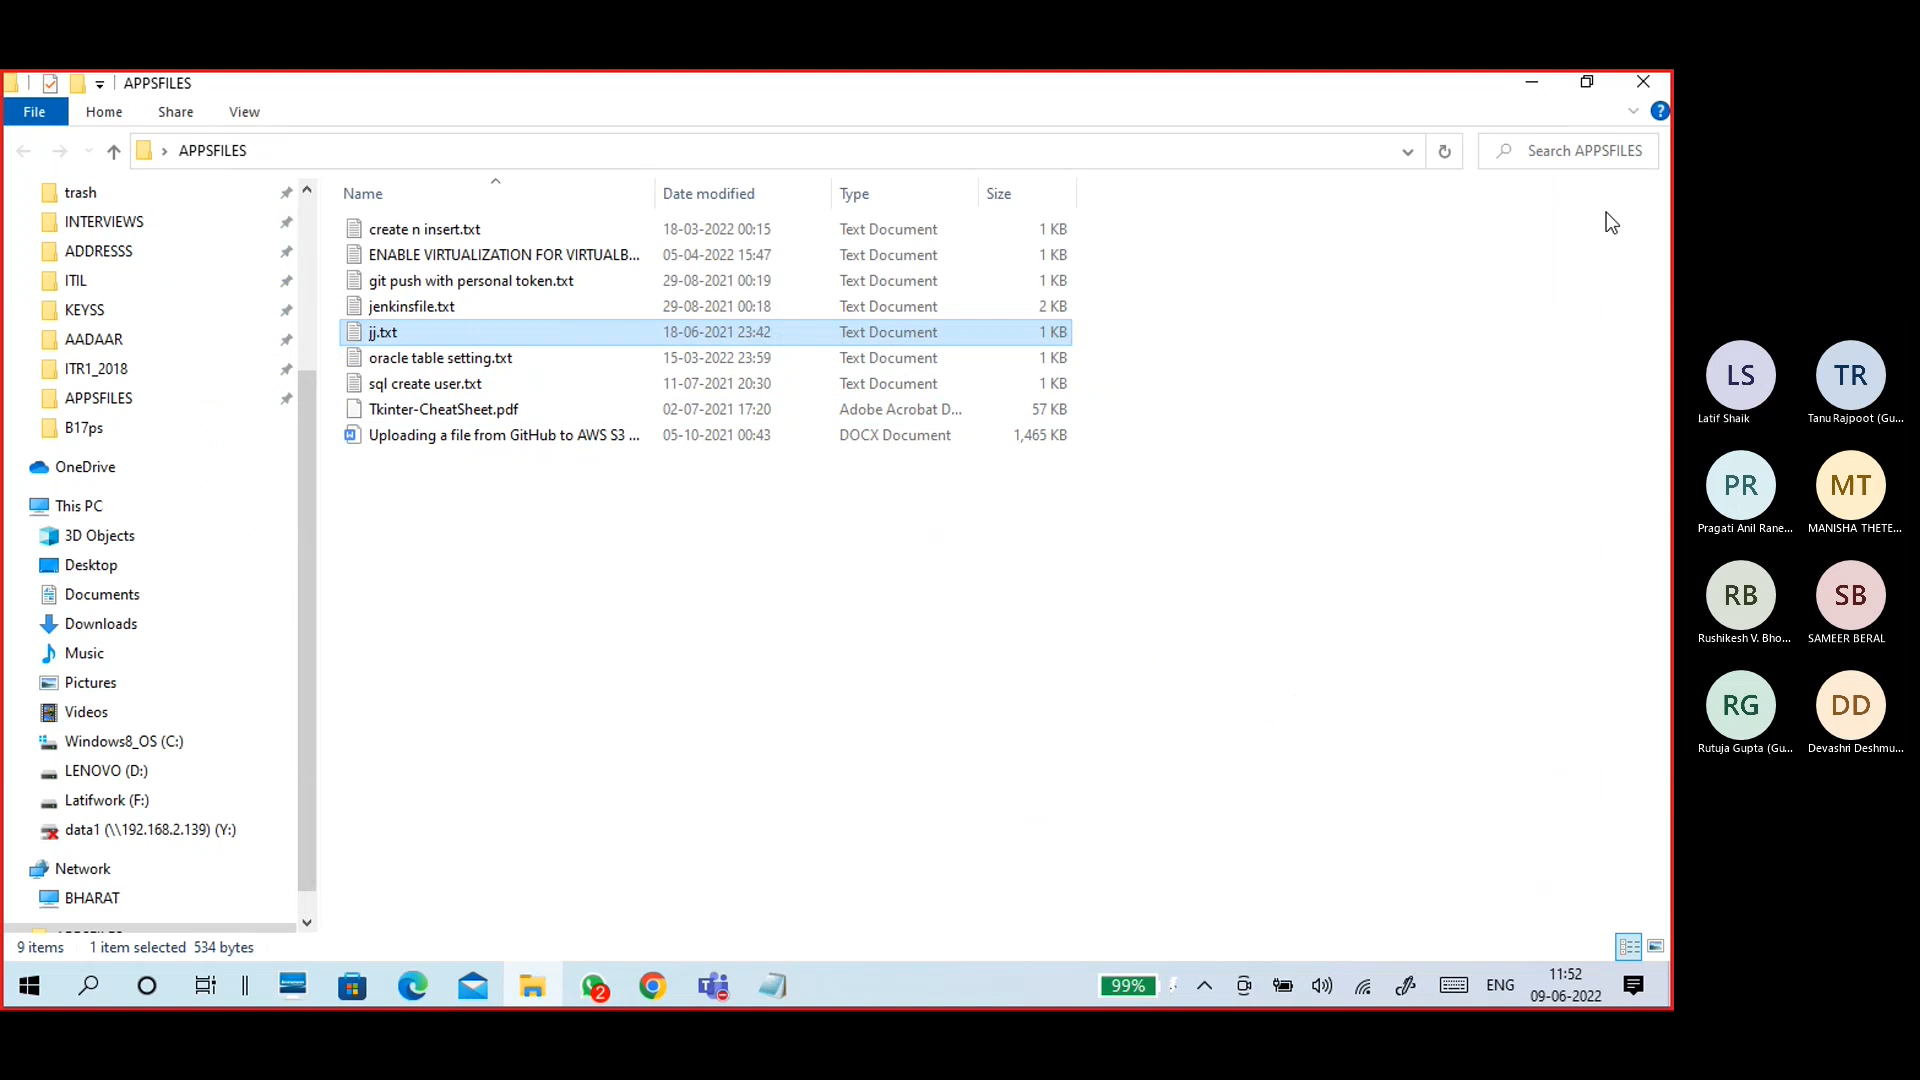 APPSFILES
File Home Share View
APPSFILES
Search APPSFILES
trash
INTERVIEWS
ADDRESSS
ITIL
KEYSS
AADAAR
ITR1_2018
APPSFILES
B17ps
OneDrive
This PC
3D Objects
Desktop
Documents
Downloads
Music
Pictures
Videos
Windows8_OS (C:)
LENOVO (D:)
Latifwork (F:)
data1 (\\192.168.2.139) (Y:)
Network
BHARAT
Name Date modified Type Size
create n insert.txt 18-03-2022 00:15 Text Document 1 KB
ENABLE VIRTUALIZATION FOR VIRTUALB... 05-04-2022 15:47 Text Document 1 KB
git push with personal token.txt 29-08-2021 00:19 Text Document 1 KB
jenkinsfile.txt 29-08-2021 00:18 Text Document 2 KB
jj.txt 18-06-2021 23:42 Text Document 1 KB
oracle table setting.txt 15-03-2022 23:59 Text Document 1 KB
sql create user.txt 11-07-2021 20:30 Text Document 1 KB
Tkinter-CheatSheet.pdf 02-07-2021 17:20 Adobe Acrobat D... 57 KB
Uploading a file from GitHub to AWS S3 ... 05-10-2021 00:43 DOCX Document 1,465 KB
9 items 1 item selected 534 bytes
2
99%
ENG
11:52
09-06-2022
LS TR
Latif Shaik Tanu Rajpoot (Gu...
PR MT
Pragati Anil Rane... MANISHA THETE...
RB SB
Rushikesh V. Bho... SAMEER BERAL
RG DD
Rutuja Gupta (Gu... Devashri Deshmu...